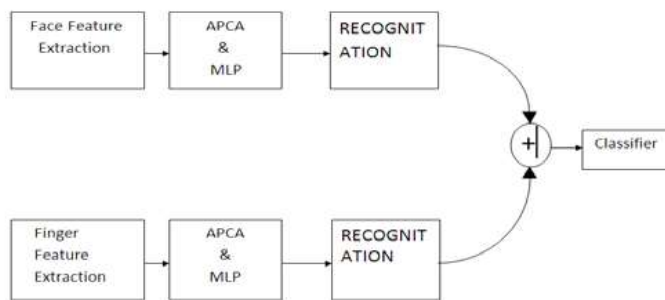 Face Feature
Extraction
APCA
&
MLP
RECOGNIT
ATION
+
Classifier
Finger
Feature
Extraction
APCA
&
MLP
RECOGNIT
ATION